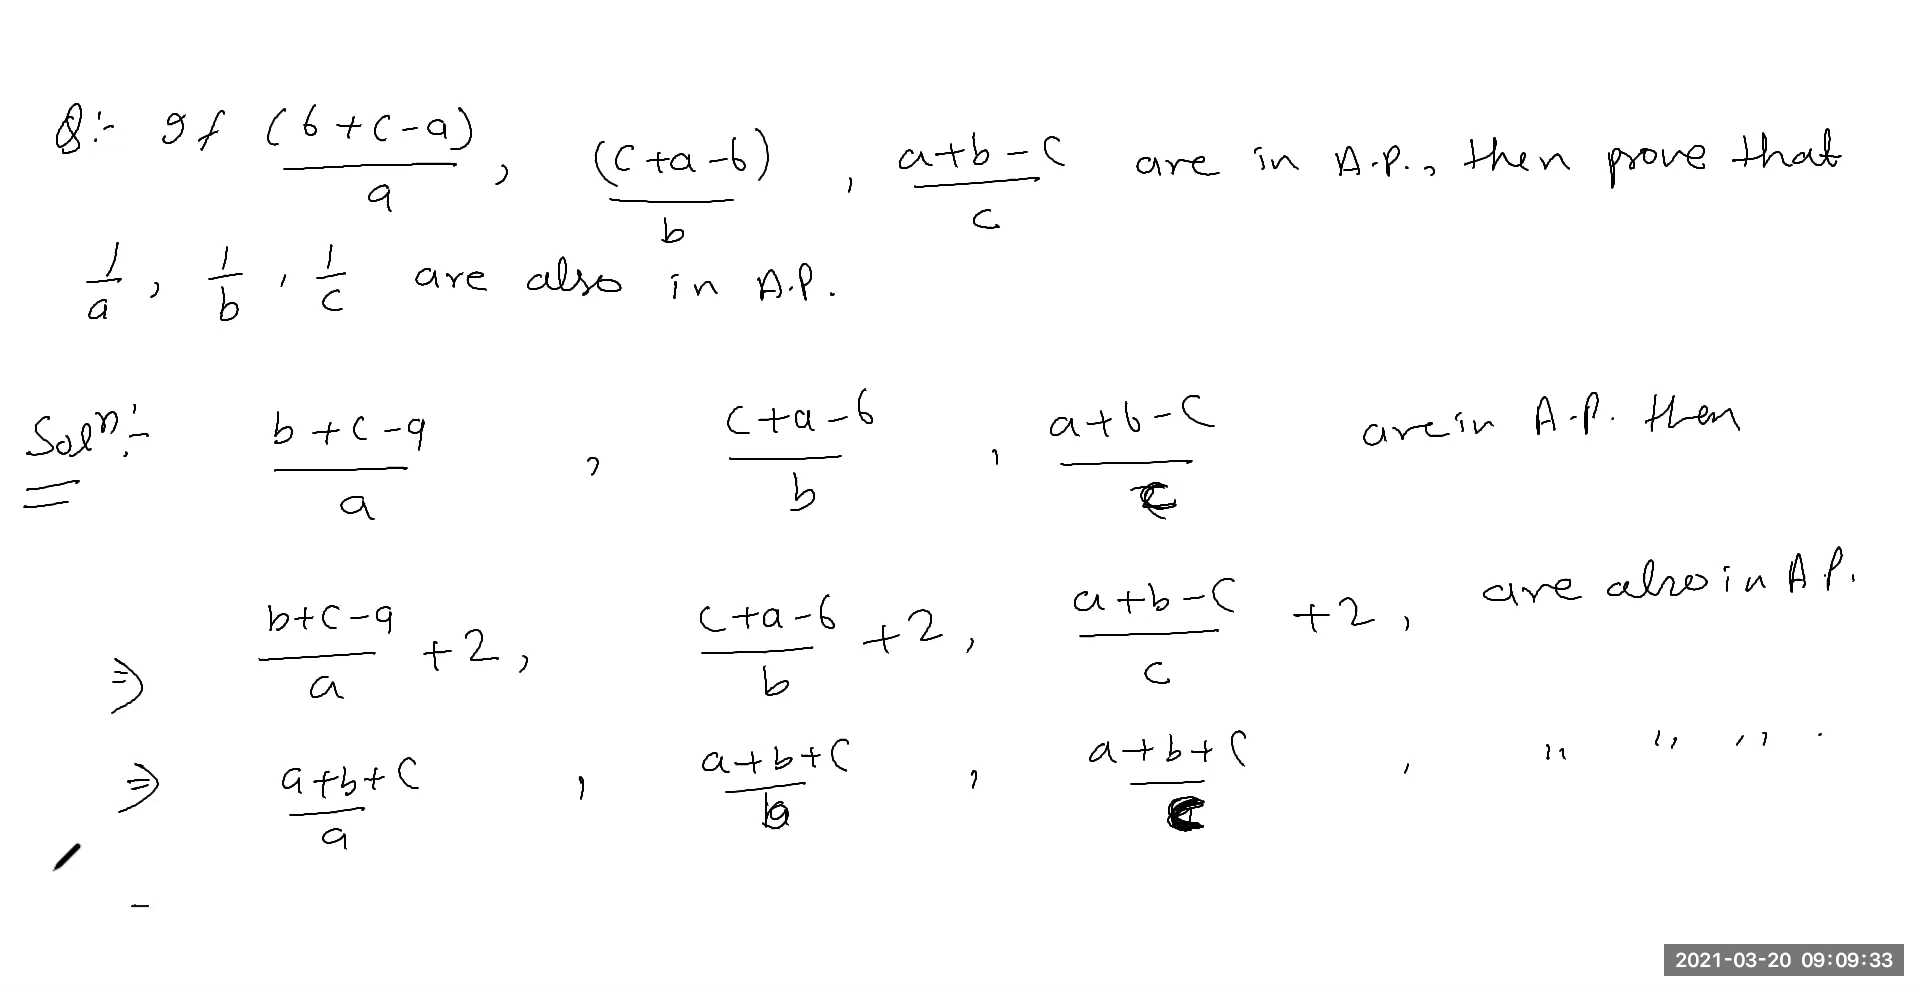 Q:- If (b+c-a)/a, (c+a-b)/b, a+b-c/c are in A.P., then prove that
1/a, 1/b, 1/c are also in A.P.
Solⁿ:- b+c-a/a, c+a-b/b, a+b-c/c are in A.P. then
⇒ b+c-a/a +2, c+a-b/b +2, a+b-c/c +2, are also in A P.
⇒ a+b+c/a, a+b+c/b, a+b+c/c, " " " .
2021-03-20 09:09:33